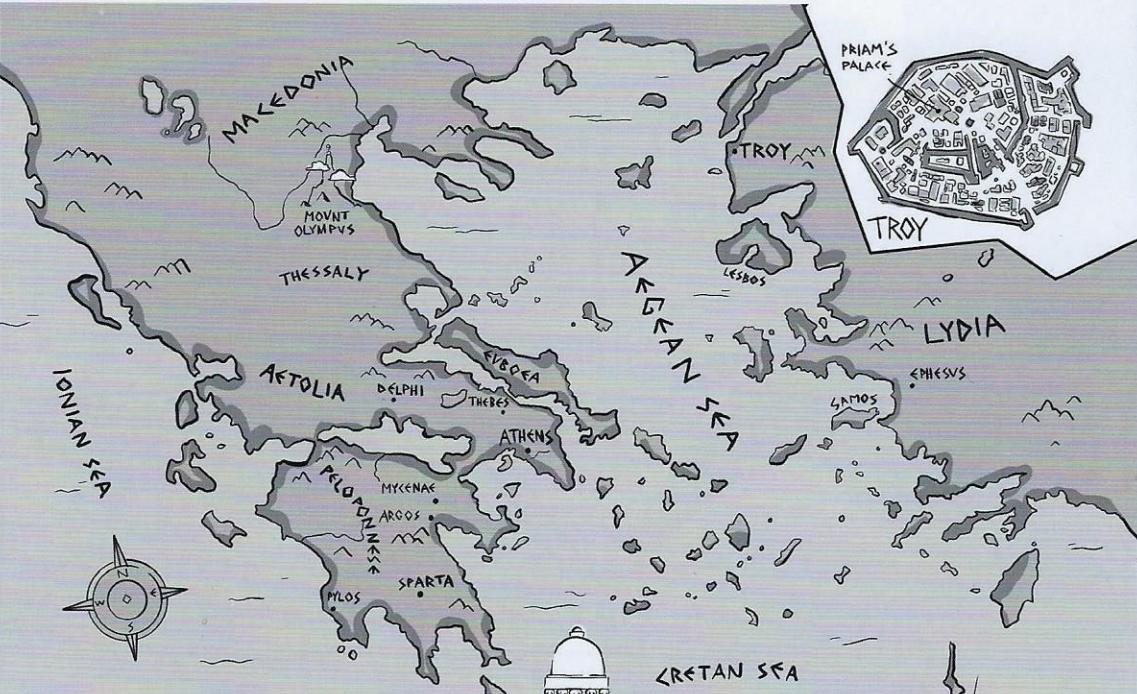 PRIAM'S
PALACE
TROY
MACEDONIA
MOUNT
OLYMPUS
THESSALY
TROY
LESBOS
AEGEAN SEA
LYDIA
EPHESUS
SAMOS
EUBOEA
AETOLIA
DELPHI
THEBES
ATHENS
IONIAN SEA
PELOPONNESE
MYCENAE
ARGOS
SPARTA
PYLOS
N
W
E
S
CRETAN SEA